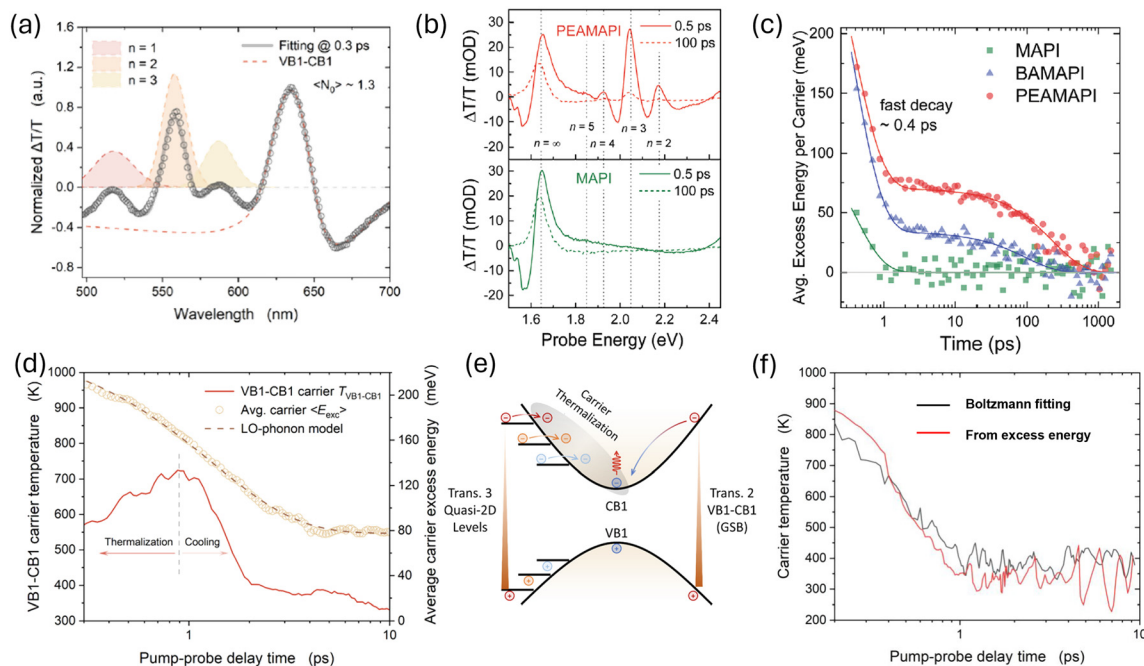 (a)
Normalized ΔT/T (a.u.)
1.6
1.2
0.8
0.4
0.0
-0.4
-0.8
n = 1
n = 2
n = 3
Fitting @ 0.3 ps
VB1-CB1
<N₀> ~ 1.3
500 550 600 650 700
Wavelength (nm)
(b)
PEAMAPI
0.5 ps
100 ps
ΔT/T (mOD)
30
20
10
0
-10
n = ∞
n = 5
n = 4
n = 3
n = 2
MAPI
0.5 ps
100 ps
ΔT/T (mOD)
30
20
10
0
-10
-20
1.6 1.8 2.0 2.2 2.4
Probe Energy (eV)
(c)
Avg. Excess Energy per Carrier (meV)
200
150
100
50
0
MAPI
BAMAPI
PEAMAPI
fast decay
~ 0.4 ps
1 10 100 1000
Time (ps)
(d)
VB1-CB1 carrier temperature (K)
1000
900
800
700
600
500
400
300
VB1-CB1 carrier T_VB1-CB1
Avg. carrier <E_exc>
LO-phonon model
Thermalization
Cooling
200
160
120
80
40
0
Average carrier excess energy (meV)
1 10
Pump-probe delay time (ps)
(e)
Carrier
Thermalization
CB1
VB1
Trans. 3
Quasi-2D
Levels
Trans. 2
VB1-CB1
(GSB)
(f)
Carrier temperature (K)
1000
900
800
700
600
500
400
300
200
Boltzmann fitting
From excess energy
1 10
Pump-probe delay time (ps)